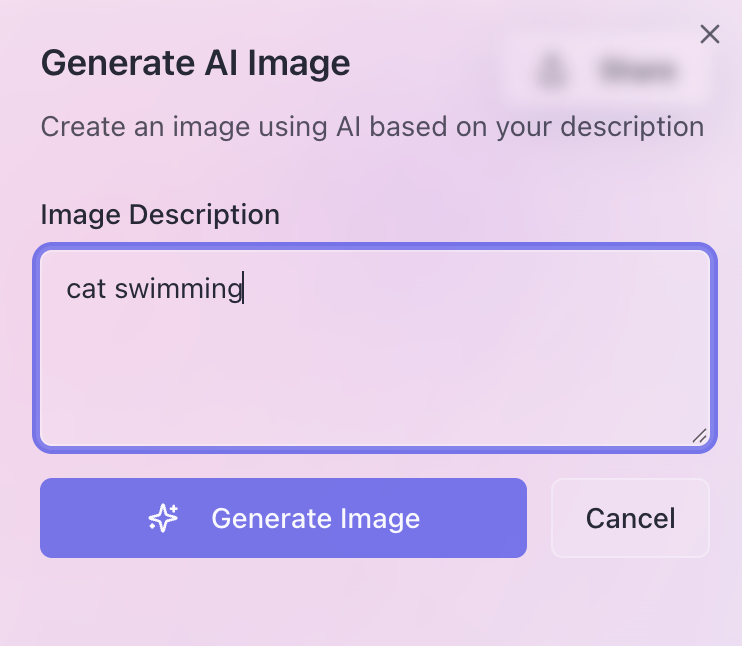 Generate AI Image
Share
Create an image using AI based on your description
Image Description
cat swimming
Generate Image
Cancel